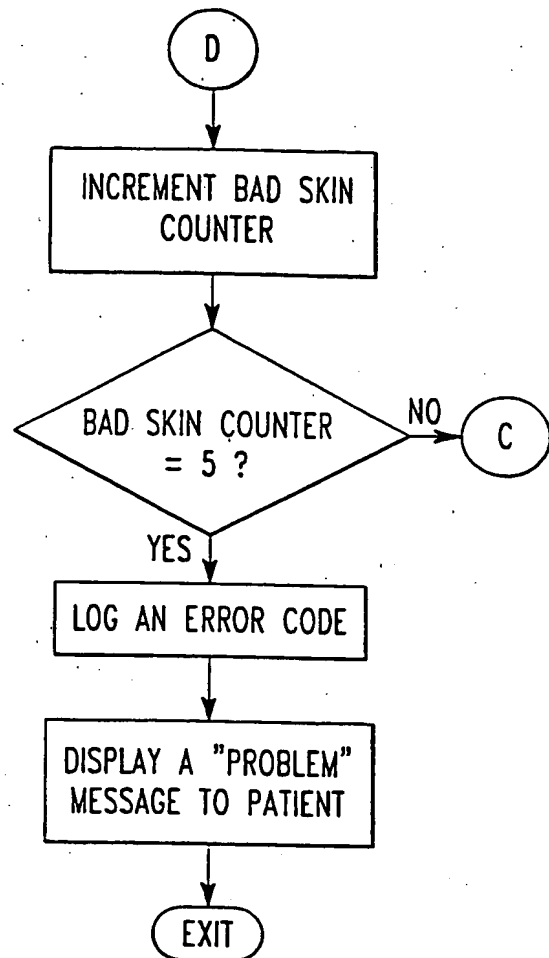 D
INCREMENT BAD SKIN
COUNTER
BAD SKIN COUNTER
= 5 ?
NO
C
YES
LOG AN ERROR CODE
DISPLAY A "PROBLEM"
MESSAGE TO PATIENT
EXIT